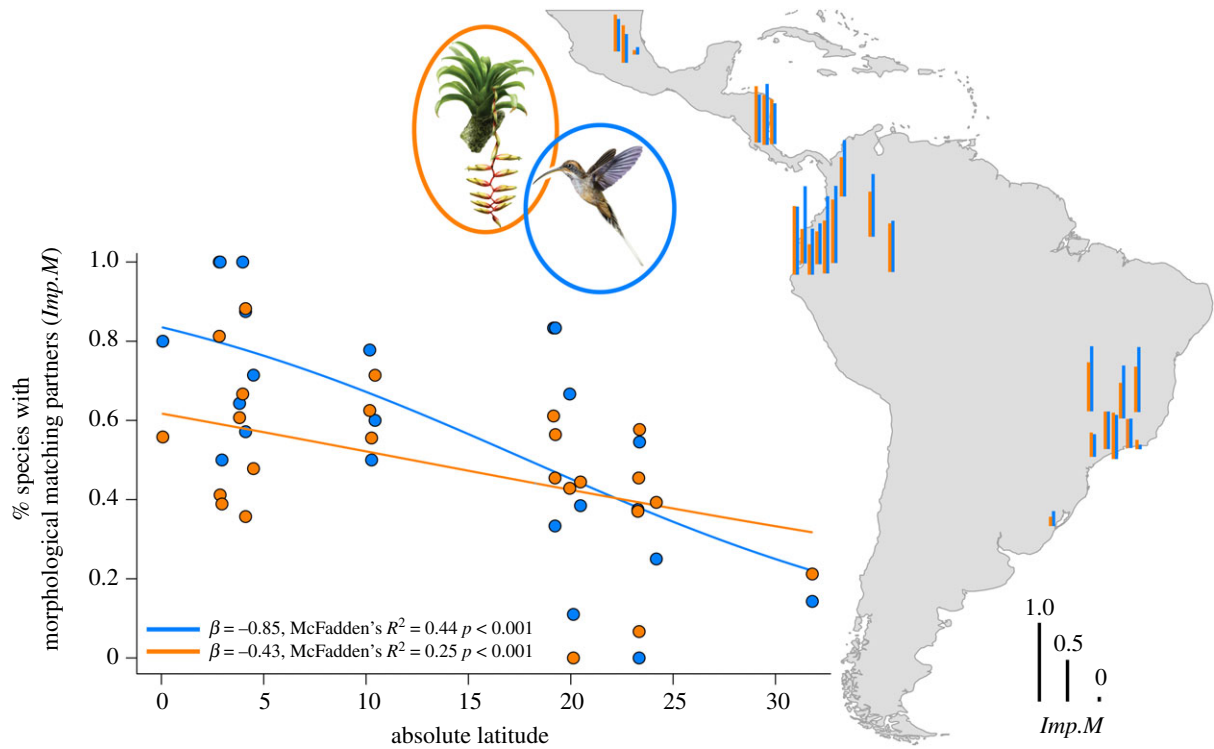 % species with
morphological matching partners (Imp.M)
1.0
0.8
0.6
0.4
0.2
0
β = –0.85, McFadden's R² = 0.44 p < 0.001
β = –0.43, McFadden's R² = 0.25 p < 0.001
0 5 10 15 20 25 30
absolute latitude
1.0
0.5
0
Imp.M